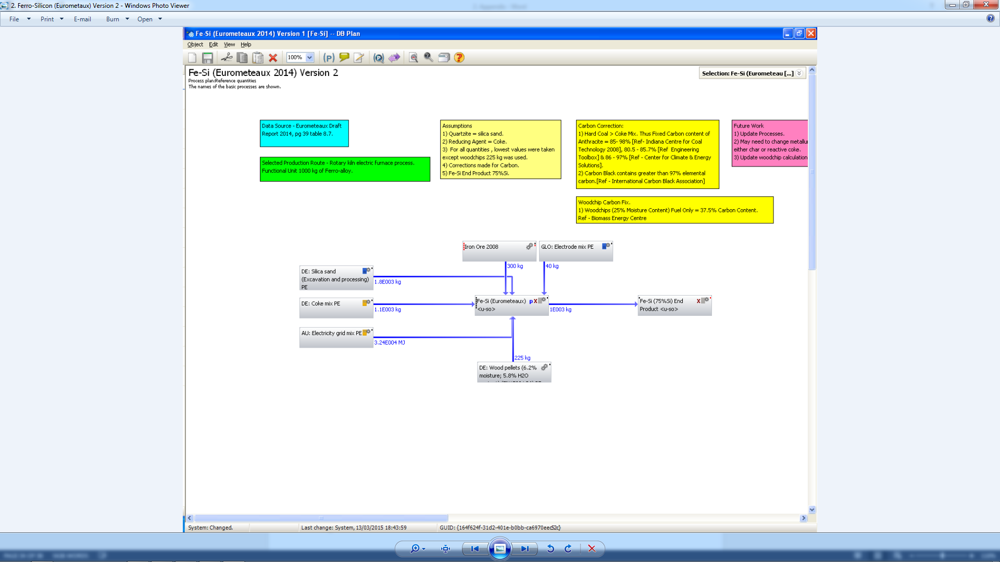 2. Ferro-Silicon (Eurometaux) Version 2 - Windows Photo Viewer
File Print E-mail Burn Open
Fe-Si (Eurometeaux 2014) Version 1 [Fe-Si] -- DB Plan
Object Edit View Help
100%
Fe-Si (Eurometeaux 2014) Version 2
Process plan:Reference quantities
The names of the basic processes are shown.
Selection: Fe-Si (Eurometeau [...]
Data Source - Eurometeaux Draft
Report 2014, pg 39 table 8.7.
Selected Production Route - Rotary kiln electric furnace process.
Functional Unit 1000 kg of Ferro-alloy.
Assumptions
1) Quartzite = silica sand.
2) Reducing Agent = Coke.
3)  For all quantities , lowest values were taken
except woodchips 225 kg was used.
4) Corrections made for Carbon.
5) Fe-Si End Product 75%Si.
Carbon Correction:
1) Hard Coal > Coke Mix. Thus Fixed Carbon content of
Anthracite = 85- 98% [Ref- Indiana Centre for Coal
Technology 2008], 80.5 - 85.7% [Ref  Engineering
Toolbox] & 86 - 97% [Ref - Center for Climate & Energy
Solutions].
2) Carbon Black contains greater than 97% elemental
carbon.[Ref - International Carbon Black Association]
Future Work
1) Update Processes.
2) May need to change metallu
either char or reactive coke.
3) Update woodchip calculation
Woodchip Carbon Fix.
1) Woodchips (25% Moisture Content) Fuel Only = 37.5% Carbon Content.
Ref - Biomass Energy Centre
Iron Ore 2008
GLO: Electrode mix PE
300 kg
40 kg
DE: Silica sand
(Excavation and processing)
PE
1.8E003 kg
DE: Coke mix PE
1.1E003 kg
Fe-Si (Eurometeaux) p X
<u-so>
1E003 kg
Fe-Si (75%Si) End X
Product <u-so>
AU: Electricity grid mix PE
3.24E004 MJ
225 kg
DE: Wood pellets (6.2%
moisture; 5.8% H2O
System: Changed.
Last change: System, 13/03/2015 18:43:59
GUID: {164f624f-31d2-401e-b0bb-ca6970eec52c}